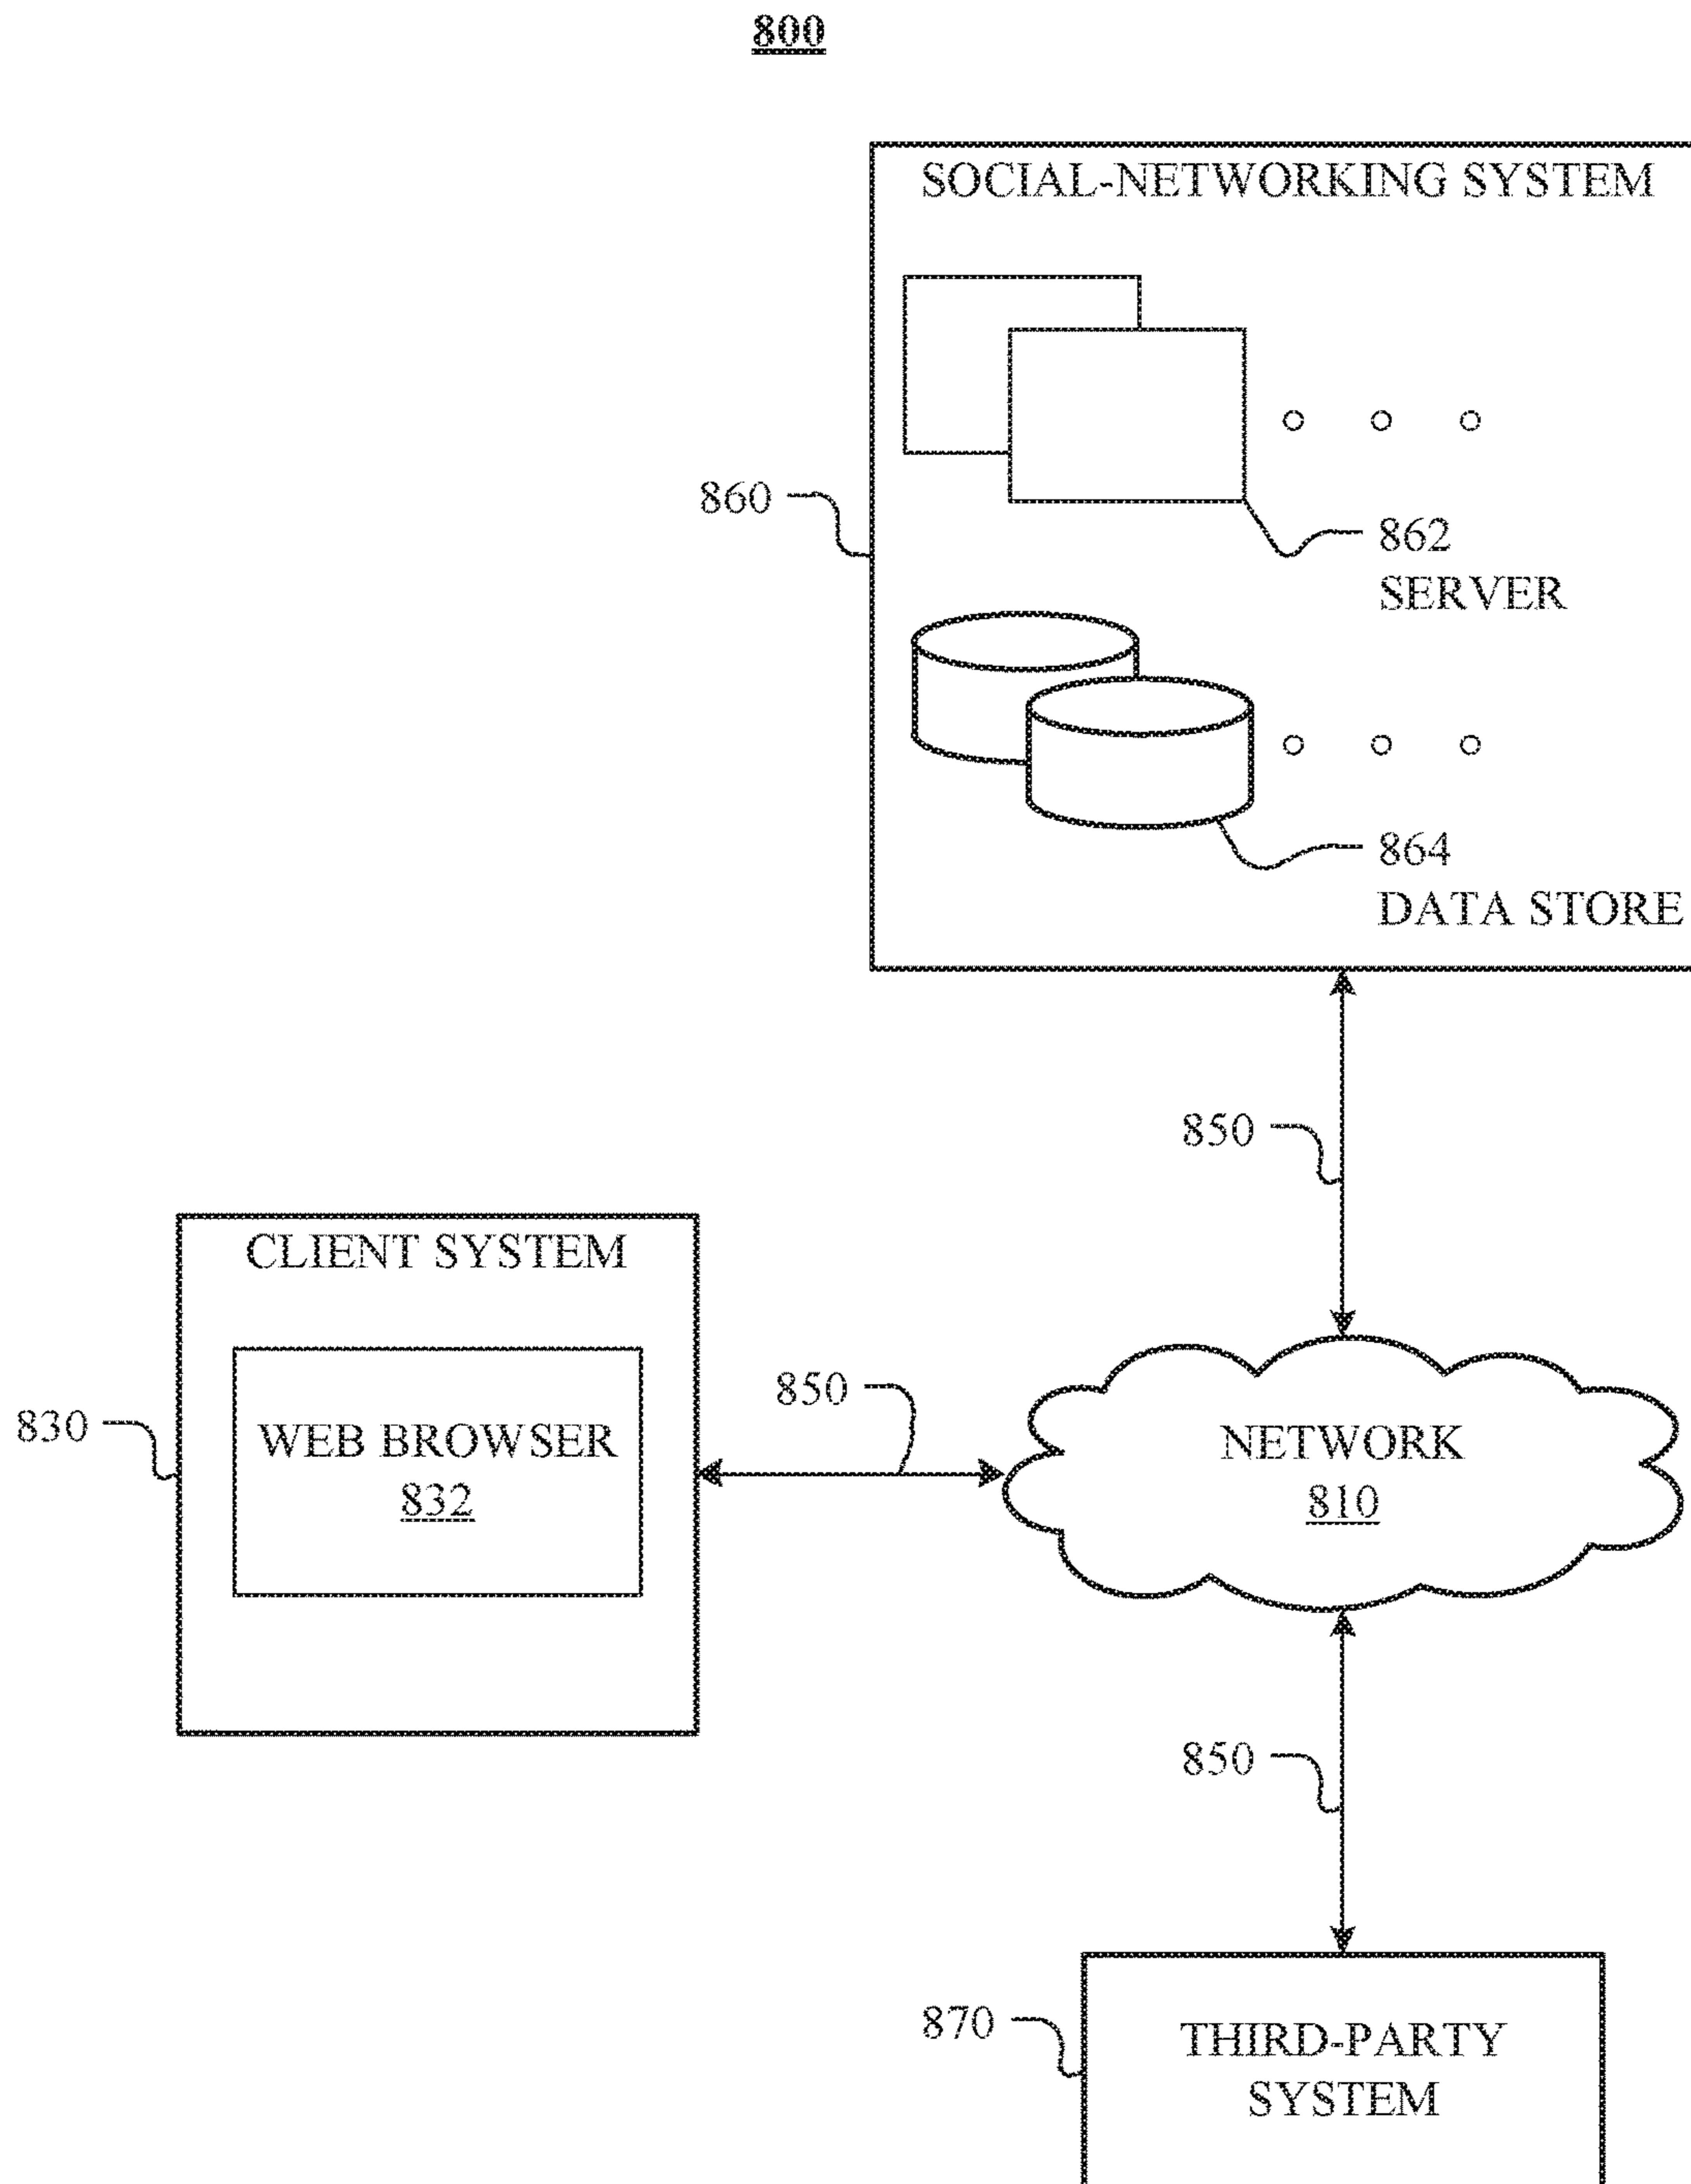 800
SOCIAL-NETWORKING SYSTEM
860
862
SERVER
864
DATA STORE
850
CLIENT SYSTEM
830
WEB BROWSER
832
850
NETWORK
810
850
870
THIRD-PARTY
SYSTEM